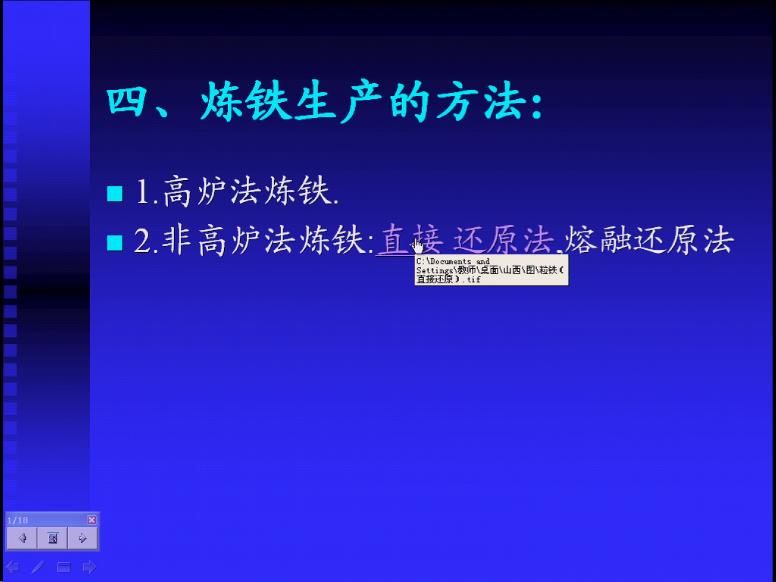 四、炼铁生产的方法:
1.高炉法炼铁.
2.非高炉法炼铁:直接还原法,熔融还原法
C:\Documents and
Settings\教师\桌面\山西\图\粒铁(
直接还原).tif
1/18